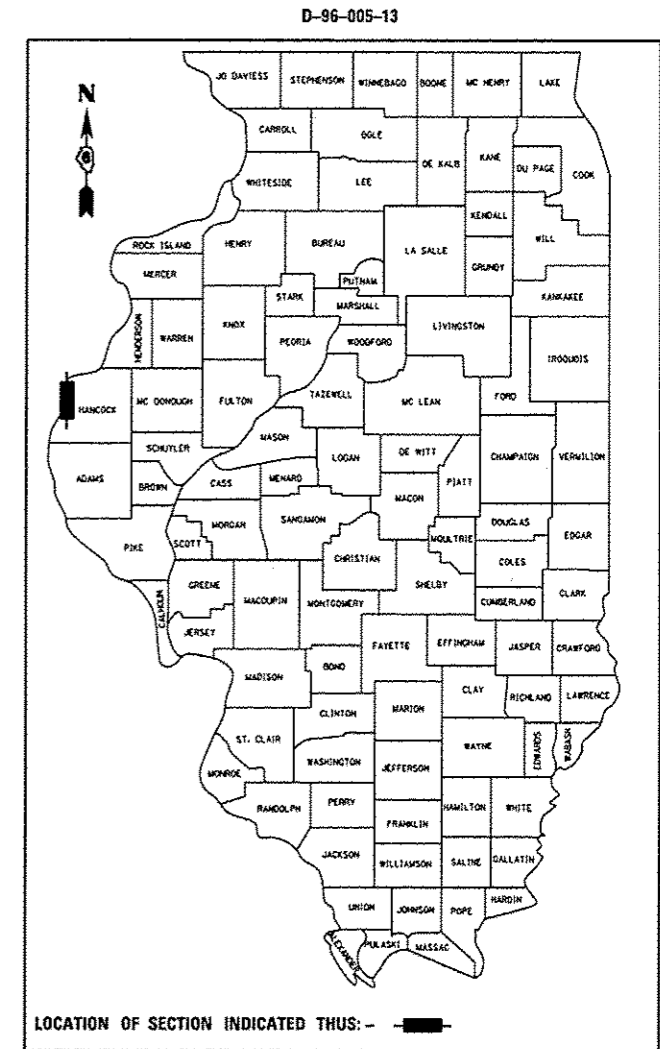 D-96-005-13
JO DAVIESS STEPHENSON WINNEBAGO BOONE MC HENRY LAKE
CARROLL OGLE
DE KALB KANE DU PAGE COOK
WHITESIDE LEE
KENDALL WILL
ROCK ISLAND HENRY BUREAU LA SALLE GRUNDY
MERCER PUTNAM KANKAKEE
STARK MARSHALL
HENDERSON WARREN KNOX PEORIA WOODFORD LIVINGSTON IROQUOIS
N
6
HANCOCK MC DONOUGH FULTON TAZEWELL MC LEAN FORD
MASON
SCHUYLER LOGAN DE WITT CHAMPAIGN VERMILION
ADAMS BROWN CASS MENARD MACON PIATT
PIKE SCOTT MORGAN SANGAMON CHRISTIAN MOULTRIE DOUGLAS EDGAR
COLES
CALHOUN GREENE MACOUPIN MONTGOMERY SHELBY CUMBERLAND CLARK
JERSEY FAYETTE EFFINGHAM JASPER CRAWFORD
MADISON BOND CLAY RICHLAND LAWRENCE
CLINTON MARION
ST. CLAIR WAYNE EDWARDS WABASH
MONROE WASHINGTON JEFFERSON
RANDOLPH PERRY HAMILTON WHITE
FRANKLIN
JACKSON WILLIAMSON SALINE GALLATIN
UNION JOHNSON POPE HARDIN
ALEXANDER PULASKI MASSAC
LOCATION OF SECTION INDICATED THUS: -